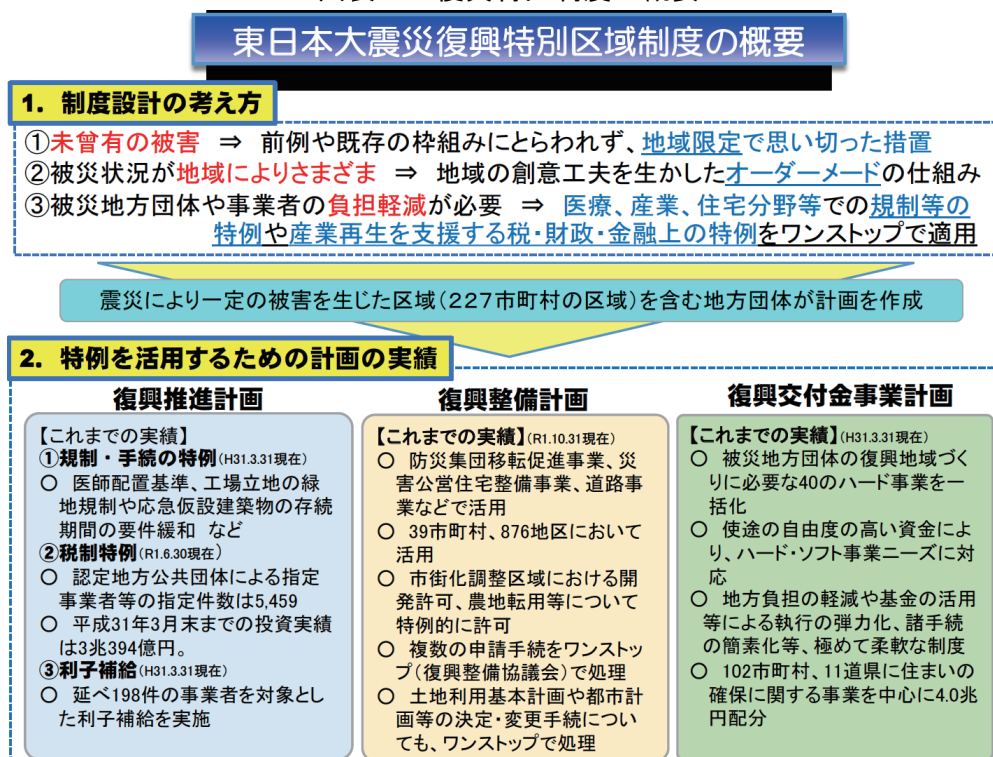 東日本大震災復興特別区域制度の概要
1. 制度設計の考え方
①未曾有の被害 ⇒ 前例や既存の枠組みにとらわれず、地域限定で思い切った措置
②被災状況が地域によりさまざま ⇒ 地域の創意工夫を生かしたオーダーメードの仕組み
③被災地方団体や事業者の負担軽減が必要 ⇒ 医療、産業、住宅分野等での規制等の
特例や産業再生を支援する税・財政・金融上の特例をワンストップで適用
震災により一定の被害を生じた区域(227市町村の区域)を含む地方団体が計画を作成
2. 特例を活用するための計画の実績
復興推進計画
【これまでの実績】
①規制・手続の特例(H31.3.31現在)
○ 医師配置基準、工場立地の緑
地規制や応急仮設建築物の存続
期間の要件緩和 など
②税制特例(R1.6.30現在)
○ 認定地方公共団体による指定
事業者等の指定件数は5,459
○ 平成31年3月末までの投資実績
は3兆394億円。
③利子補給(H31.3.31現在)
○ 延べ198件の事業者を対象とし
た利子補給を実施
復興整備計画
【これまでの実績】(R1.10.31現在)
○ 防災集団移転促進事業、災
害公営住宅整備事業、道路事
業などで活用
○ 39市町村、876地区において
活用
○ 市街化調整区域における開
発許可、農地転用等について
特例的に許可
○ 複数の申請手続をワンストッ
プ(復興整備協議会)で処理
○ 土地利用基本計画や都市計
画等の決定・変更手続につい
ても、ワンストップで処理
復興交付金事業計画
【これまでの実績】(H31.3.31現在)
○ 被災地方団体の復興地域づく
りに必要な40のハード事業を一
括化
○ 使途の自由度の高い資金によ
り、ハード・ソフト事業ニーズに対
応
○ 地方負担の軽減や基金の活用
等による執行の弾力化、諸手続
の簡素化等、極めて柔軟な制度
○ 102市町村、11道県に住まいの
確保に関する事業を中心に4.0兆
円配分